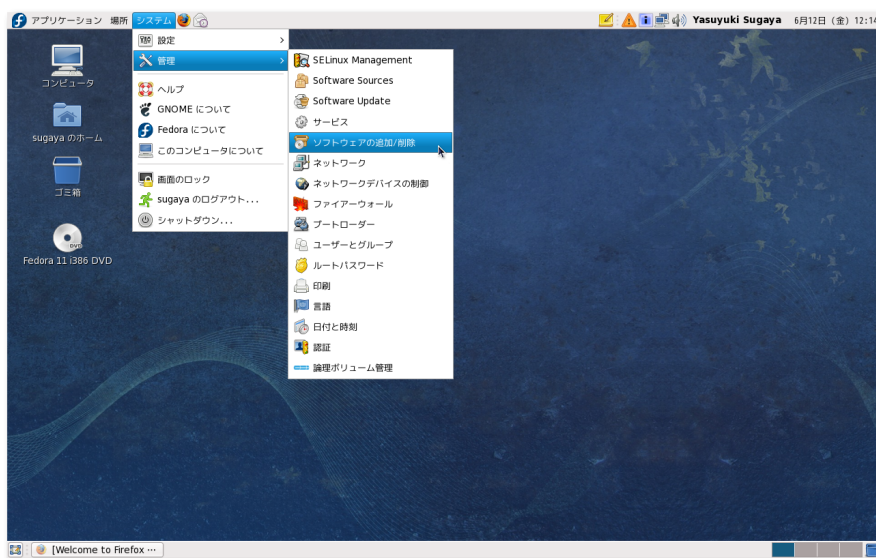 アプリケーション 場所 システム
Yasuyuki Sugaya 6月12日 (金) 12:14
コンピュータ
sugaya のホーム
ゴミ箱
DVD
Fedora 11 i386 DVD
設定
管理
ヘルプ
GNOME について
Fedora について
このコンピュータについて
画面のロック
sugaya のログアウト...
シャットダウン...
SELinux Management
Software Sources
Software Update
サービス
ソフトウェアの追加/削除
ネットワーク
ネットワークデバイスの制御
ファイアーウォール
ブートローダー
ユーザーとグループ
ルートパスワード
印刷
言語
日付と時刻
認証
論理ボリューム管理
[Welcome to Firefox ...